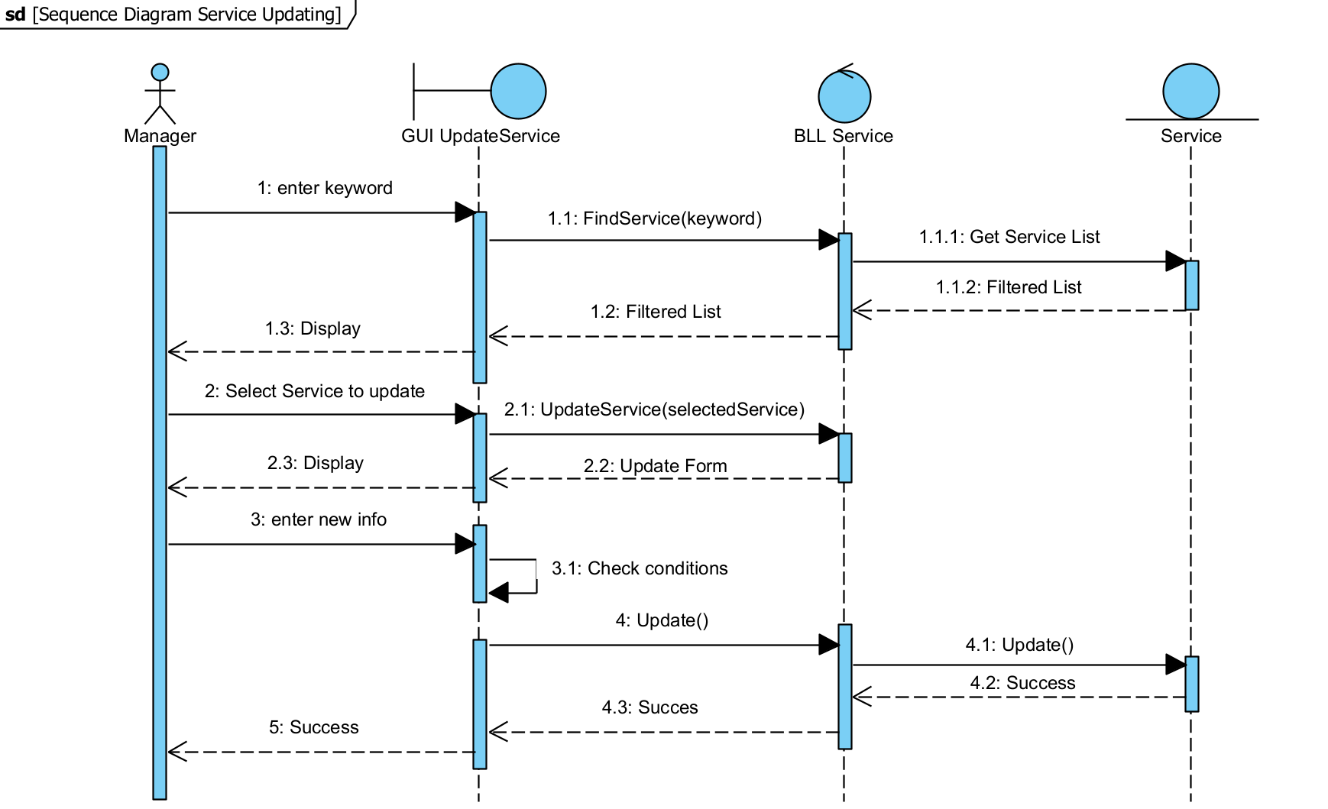 sd [Sequence Diagram Service Updating]
Manager
GUI UpdateService
BLL Service
Service
1: enter keyword
1.1: FindService(keyword)
1.1.1: Get Service List
1.1.2: Filtered List
1.2: Filtered List
1.3: Display
2: Select Service to update
2.1: UpdateService(selectedService)
2.2: Update Form
2.3: Display
3: enter new info
3.1: Check conditions
4: Update()
4.1: Update()
4.2: Success
4.3: Succes
5: Success